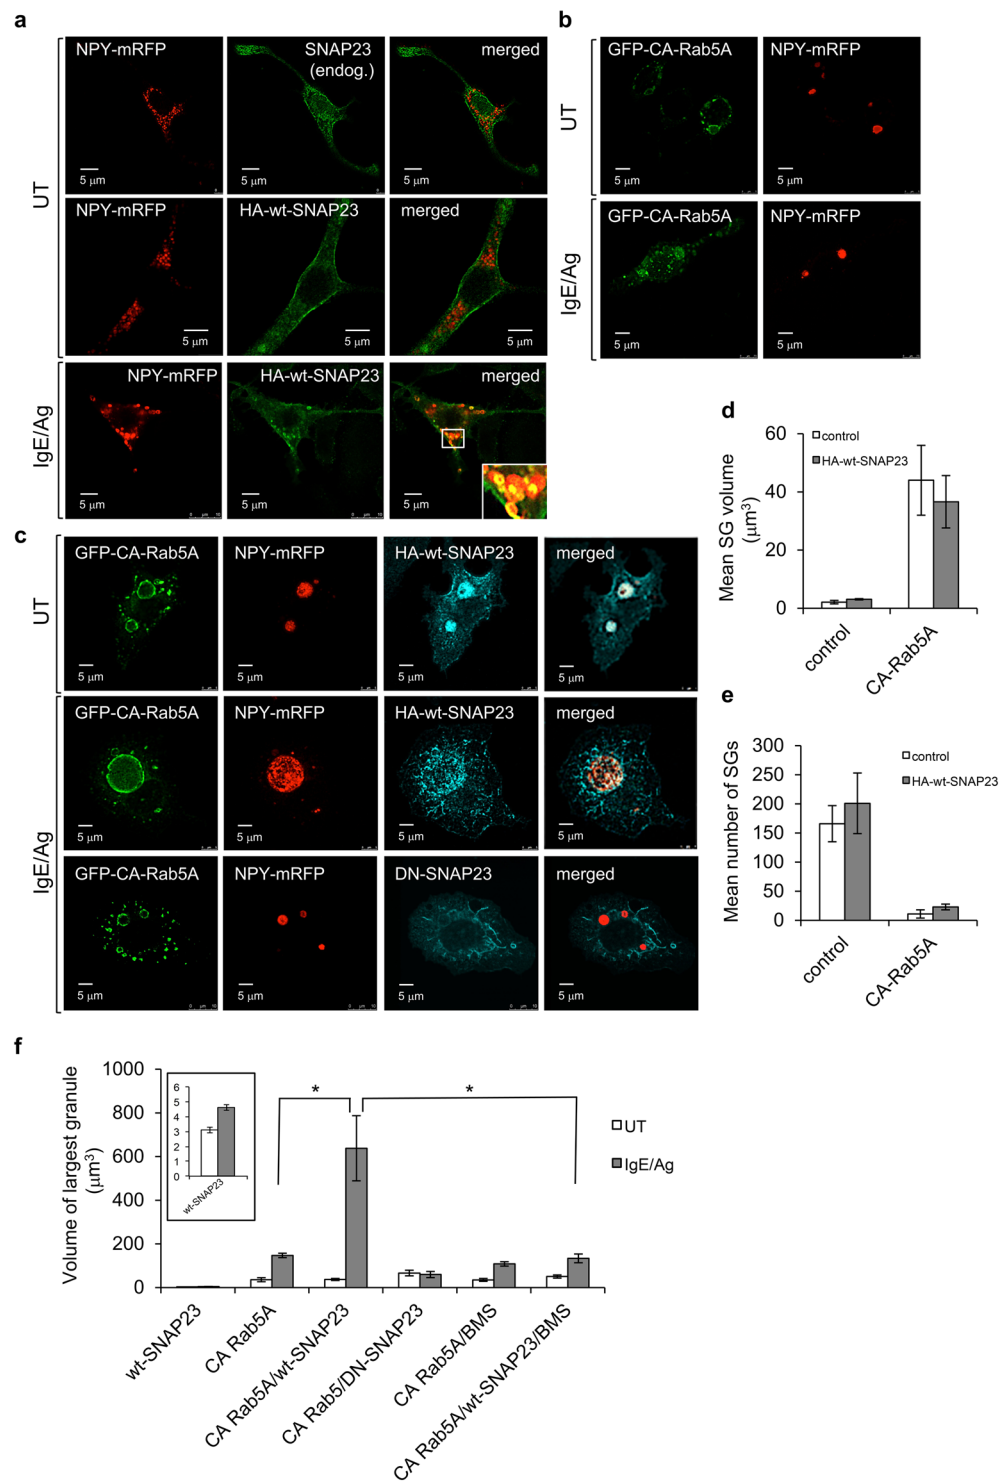 a
UT
NPY-mRFP
SNAP23
(endog.)
merged
5 µm
5 µm
5 µm
NPY-mRFP
HA-wt-SNAP23
merged
5 µm
5 µm
5 µm
IgE/Ag
NPY-mRFP
HA-wt-SNAP23
merged
5 µm
5 µm
5 µm
b
UT
GFP-CA-Rab5A
NPY-mRFP
5 µm
5 µm
IgE/Ag
GFP-CA-Rab5A
NPY-mRFP
5 µm
5 µm
c
UT
GFP-CA-Rab5A
NPY-mRFP
HA-wt-SNAP23
merged
5 µm
5 µm
5 µm
5 µm
IgE/Ag
GFP-CA-Rab5A
NPY-mRFP
HA-wt-SNAP23
merged
5 µm
5 µm
5 µm
5 µm
GFP-CA-Rab5A
NPY-mRFP
DN-SNAP23
merged
5 µm
5 µm
5 µm
5 µm
d
Mean SG volume
(µm³)
60
40
20
0
control
HA-wt-SNAP23
control
CA-Rab5A
e
Mean number of SGs
300
250
200
150
100
50
0
control
HA-wt-SNAP23
control
CA-Rab5A
f
Volume of largest granule
(µm³)
1000
800
600
400
200
0
6
5
4
3
2
1
0
wt-SNAP23
*
*
UT
IgE/Ag
wt-SNAP23
CA Rab5A
CA Rab5A/wt-SNAP23
CA Rab5/DN-SNAP23
CA Rab5A/BMS
CA Rab5A/wt-SNAP23/BMS